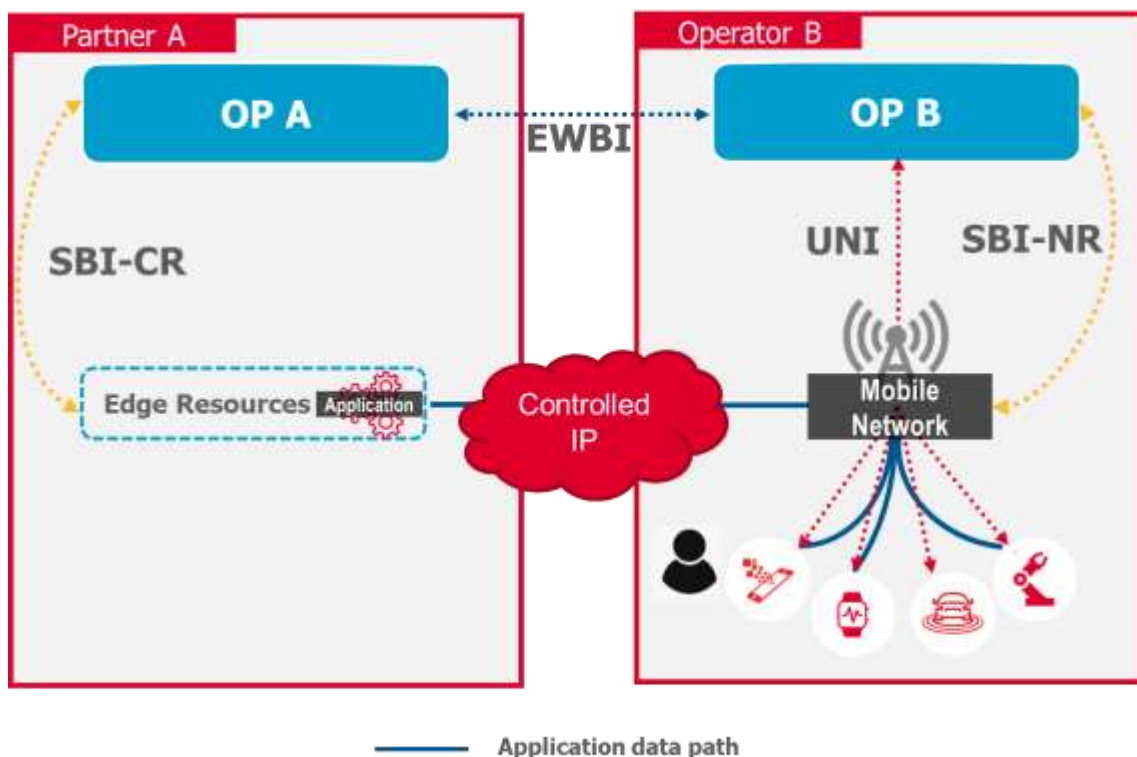 Partner A
Operator B
OP A
OP B
EWBI
SBI-CR
UNI
SBI-NR
Edge Resources
Application
Controlled
IP
Mobile
Network
Application data path